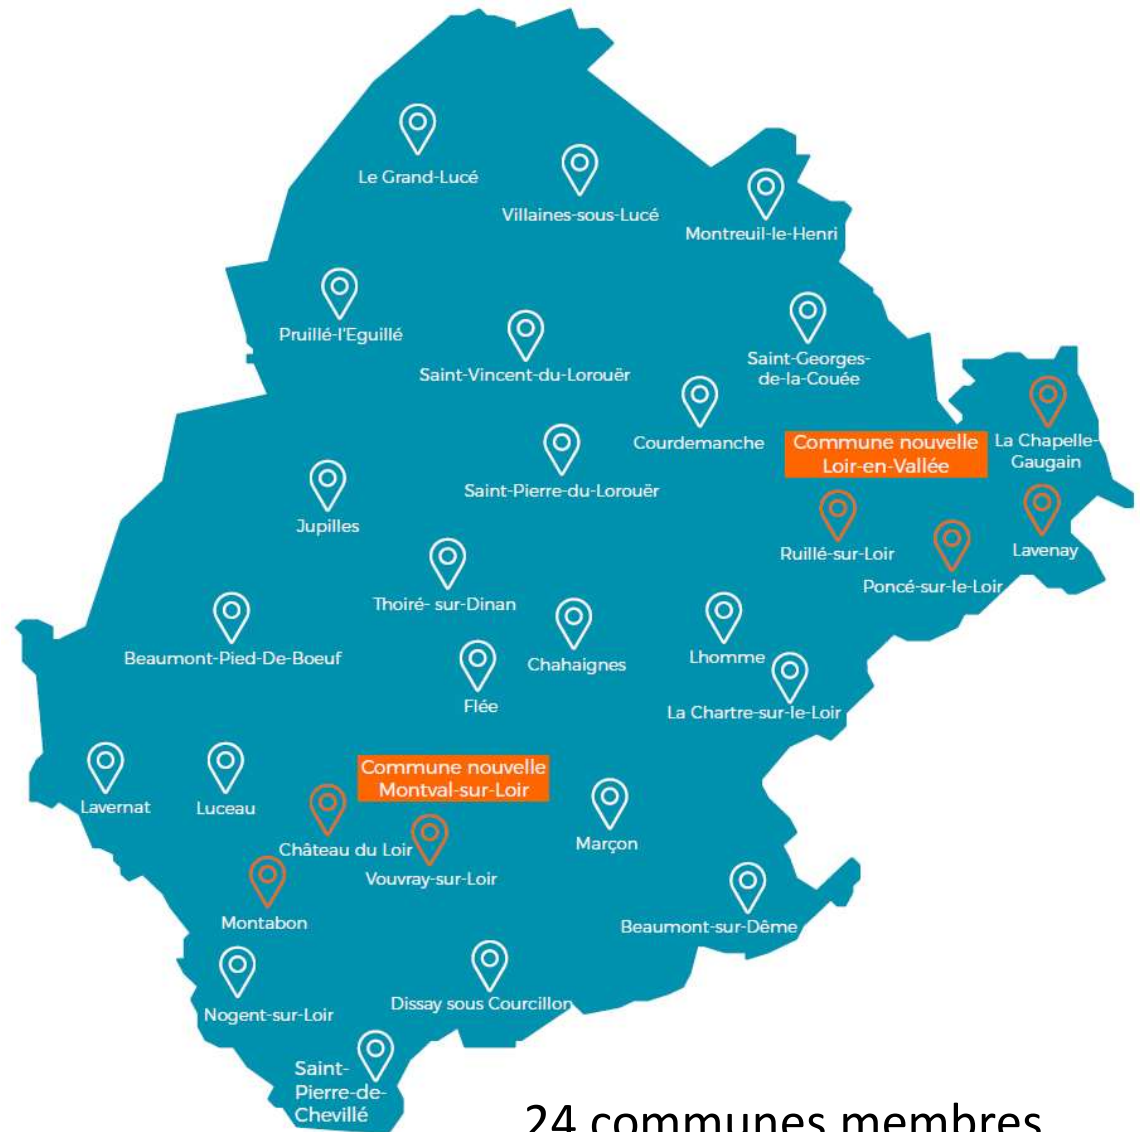 Le Grand-Lucé
Villaines-sous-Lucé
Montreuil-le-Henri
Pruillé-l'Eguillé
Saint-Vincent-du-Lorouër
Saint-Georges-
de-la-Couée
Courdemanche
Commune nouvelle
Loir-en-Vallée
La Chapelle-
Gaugain
Saint-Pierre-du-Lorouër
Jupilles
Ruillé-sur-Loir
Lavenay
Poncé-sur-le-Loir
Thoiré- sur-Dinan
Beaumont-Pied-De-Boeuf
Chahaignes
Lhomme
Flée
La Chartre-sur-le-Loir
Commune nouvelle
Montval-sur-Loir
Lavernat
Luceau
Château du Loir
Marçon
Vouvray-sur-Loir
Montabon
Beaumont-sur-Dême
Nogent-sur-Loir
Dissay sous Courcillon
Saint-
Pierre-de-
Chevillé
24 communes membres